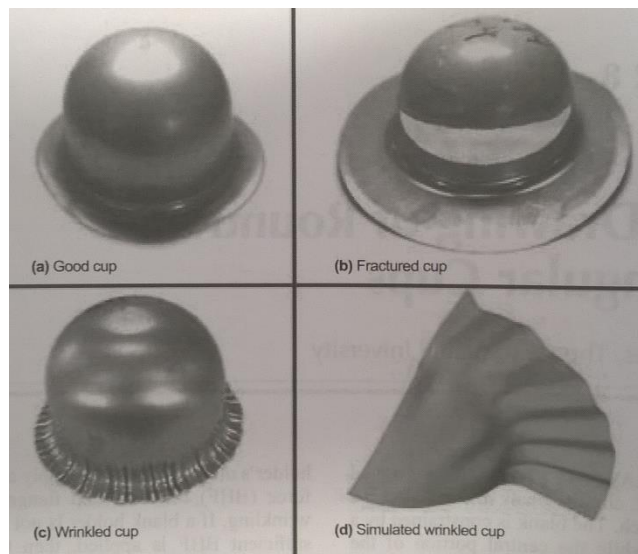 (a) Good cup
(b) Fractured cup
(c) Wrinkled cup
(d) Simulated wrinkled cup